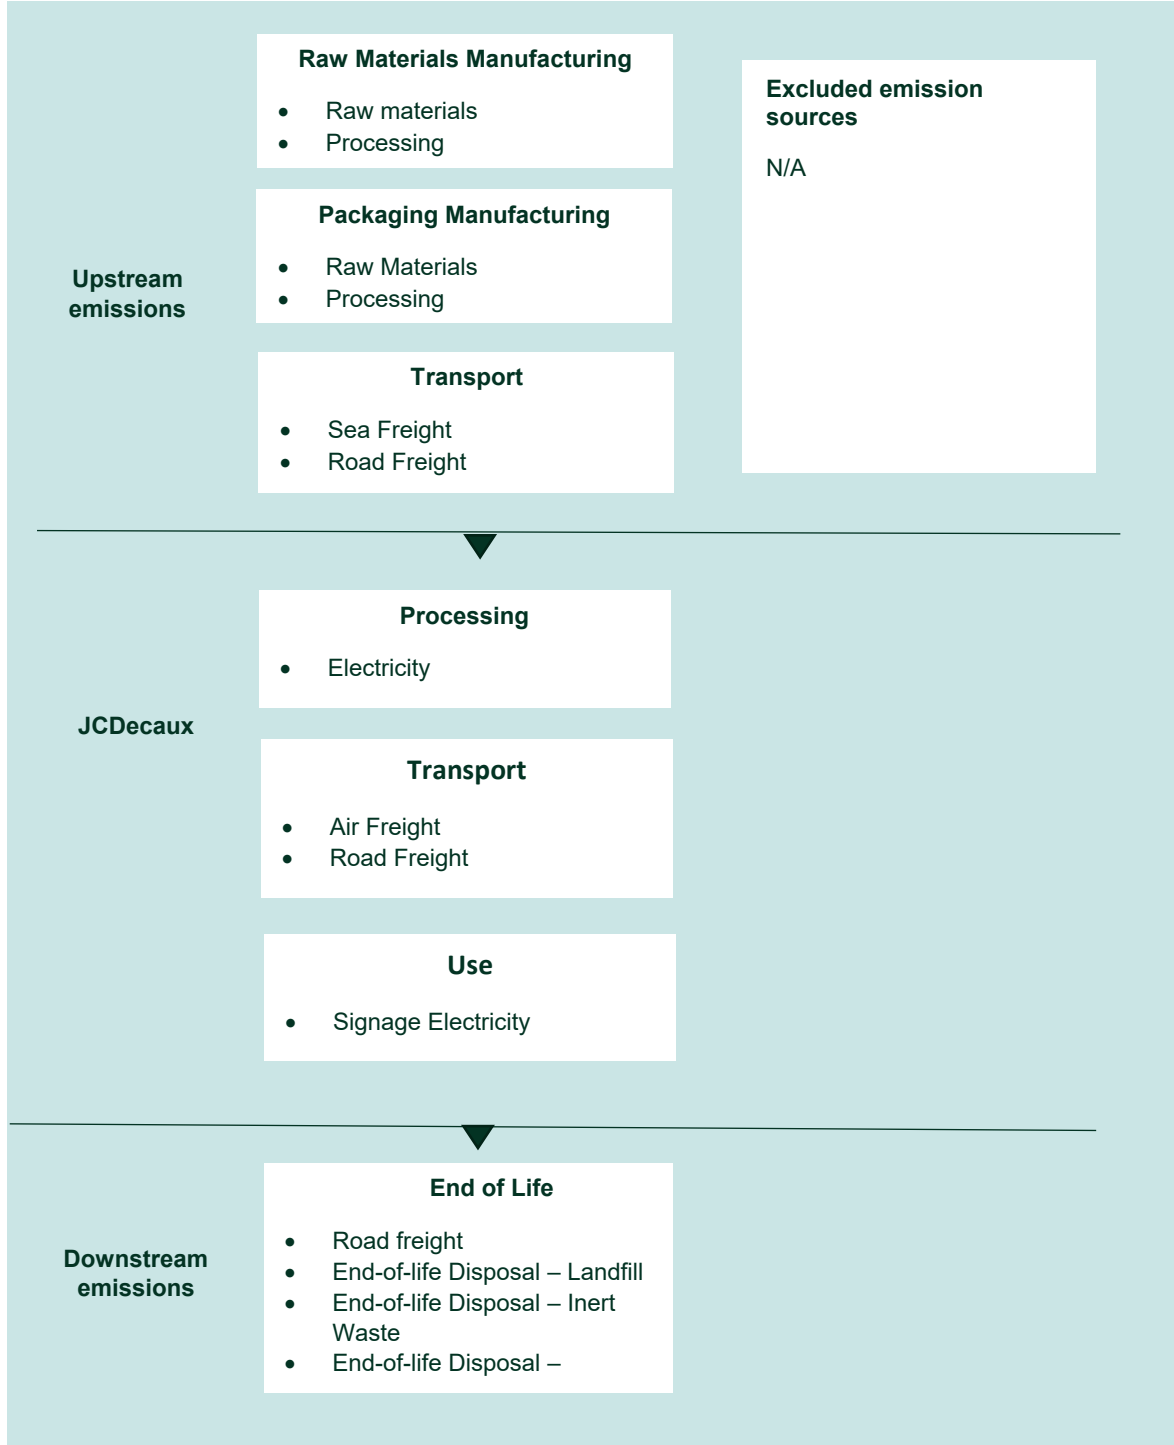 Raw Materials Manufacturing
• Raw materials
• Processing
Excluded emission
sources
N/A
Packaging Manufacturing
• Raw Materials
• Processing
Upstream
emissions
Transport
• Sea Freight
• Road Freight
Processing
• Electricity
JCDecaux
Transport
• Air Freight
• Road Freight
Use
• Signage Electricity
End of Life
• Road freight
• End-of-life Disposal – Landfill
• End-of-life Disposal – Inert
Waste
• End-of-life Disposal –
Downstream
emissions